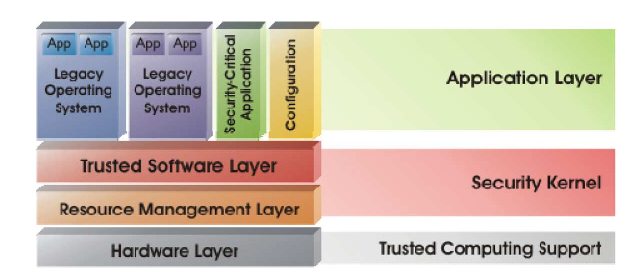 App App
Legacy
Operating
System
App App
Legacy
Operating
System
Security-Critical
Application
Configuration
Application Layer
Trusted Software Layer
Resource Management Layer
Security Kernel
Hardware Layer
Trusted Computing Support